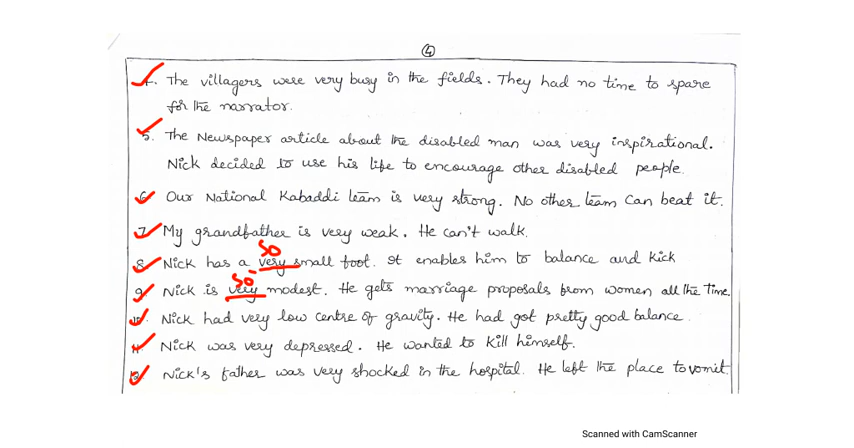 4
4. The villagers were very busy in the fields. They had no time to spare
for the narrator.
5. The Newspaper article about the disabled man was very inspirational.
Nick decided to use his life to encourage other disabled people.
6 Our National Kabaddi team is very strong. No other team can beat it.
7. My grandfather is very weak. He can't walk.
so
8 Nick has a very small foot. It enables him to balance and kick
so
9. Nick is very modest. He gets marriage proposals from women all the time.
10. Nick had very low centre of gravity. He had got pretty good balance
11 Nick was very depressed. He wanted to kill himself.
Nick's father was very shocked in the hospital. He left the place to vomit.
Scanned with CamScanner